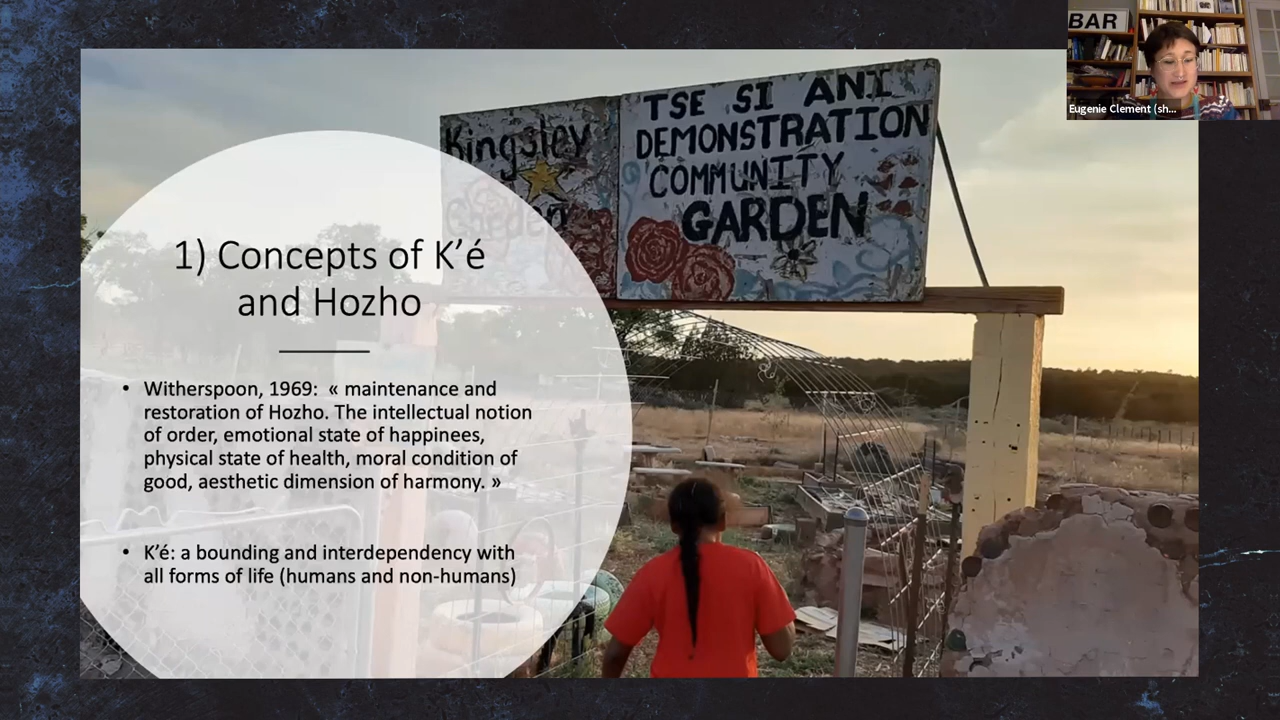 BAR
Eugenie Clement (sh...
Kingsley
Garden
TSE SI ANI
DEMONSTRATION
COMMUNITY
GARDEN
1) Concepts of K’é
and Hozho
• Witherspoon, 1969: « maintenance and
restoration of Hozho. The intellectual notion
of order, emotional state of happinees,
physical state of health, moral condition of
good, aesthetic dimension of harmony. »
• K’é: a bounding and interdependency with
all forms of life (humans and non-humans)